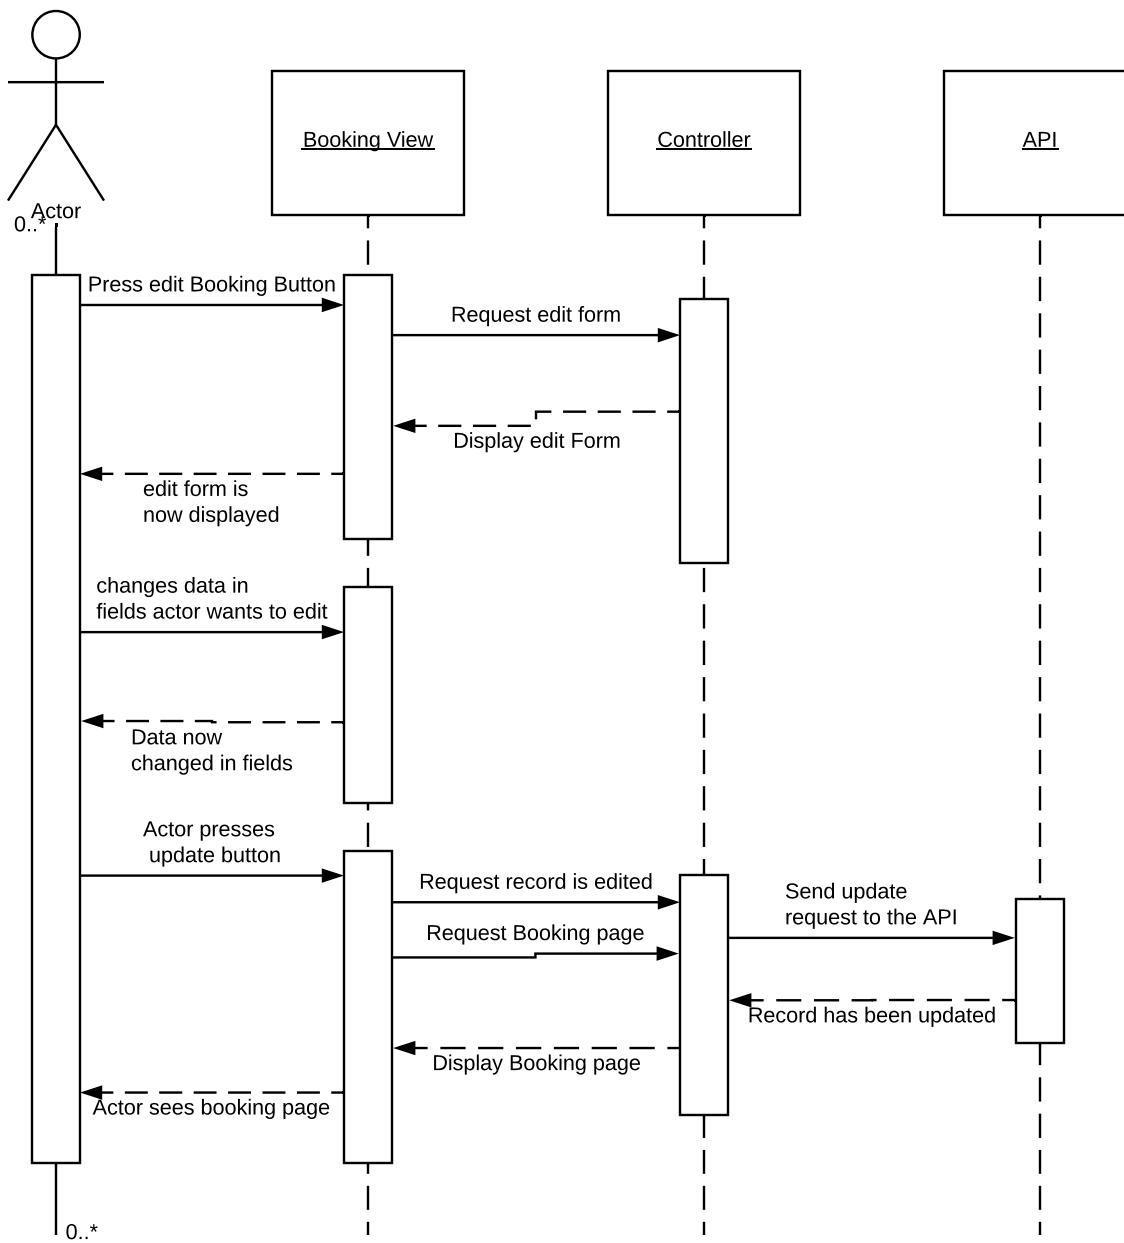 Booking View
Controller
API
Actor
0..*
Press edit Booking Button
Request edit form
Display edit Form
edit form is
now displayed
changes data in
fields actor wants to edit
Data now
changed in fields
Actor presses
update button
Request record is edited
Send update
request to the API
Request Booking page
Record has been updated
Display Booking page
Actor sees booking page
0..*